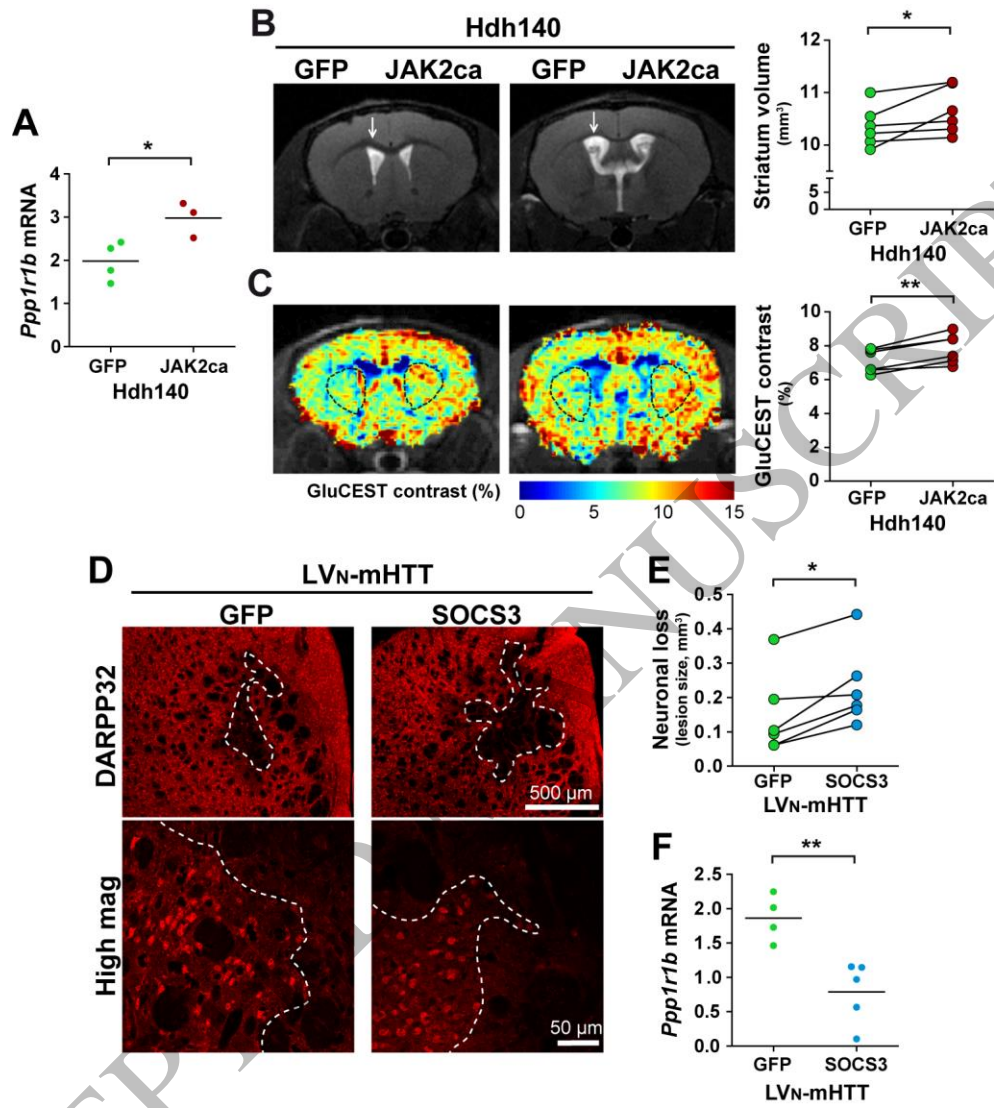 A
Ppp1r1b mRNA
4
3
2
1
0
*
GFP
JAK2ca
Hdh140
B
Hdh140
GFP JAK2ca
GFP JAK2ca
Striatum volume
(mm³)
12
11
10
5
0
*
GFP
JAK2ca
Hdh140
C
GluCEST contrast (%)
0 5 10 15
GluCEST contrast
(%)
10
8
6
4
2
0
**
GFP JAK2ca
Hdh140
D
LVN-mHTT
GFP
SOCS3
DARPP32
500 µm
High mag
50 µm
E
Neuronal loss
(lesion size, mm³)
0.5
0.4
0.3
0.2
0.1
0.0
*
GFP SOCS3
LVN-mHTT
F
Ppp1r1b mRNA
2.5
2.0
1.5
1.0
0.5
0.0
**
GFP SOCS3
LVN-mHTT
MANUSCRIP